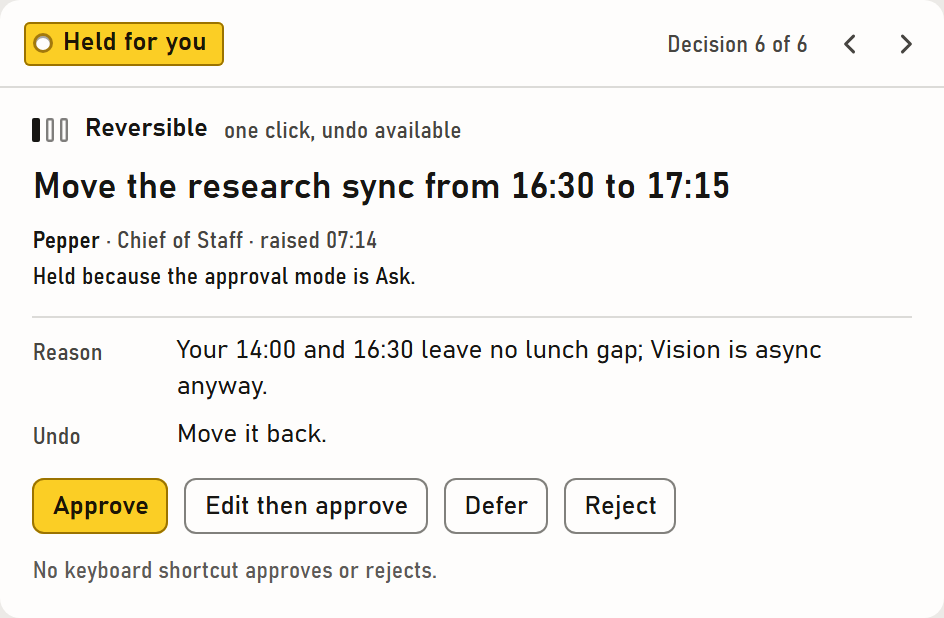 Held for you
Decision 6 of 6
Reversible one click, undo available
Move the research sync from 16:30 to 17:15
Pepper · Chief of Staff · raised 07:14
Held because the approval mode is Ask.
Reason Your 14:00 and 16:30 leave no lunch gap; Vision is async
anyway.
Undo Move it back.
Approve Edit then approve Defer Reject
No keyboard shortcut approves or rejects.